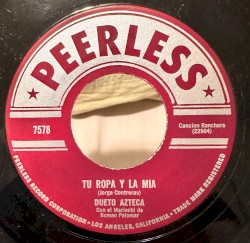 PEERLESS
7578
Cancion Ranchera
(22904)
TU ROPA Y LA MIA
(Jorge Contreras)
DUETO AZTECA
Con el Mariachi de
Roman Palomar
PEERLESS RECORD CORPORATION • LOS ANGELES, CALIFORNIA • TRADE MARK REGISTERED